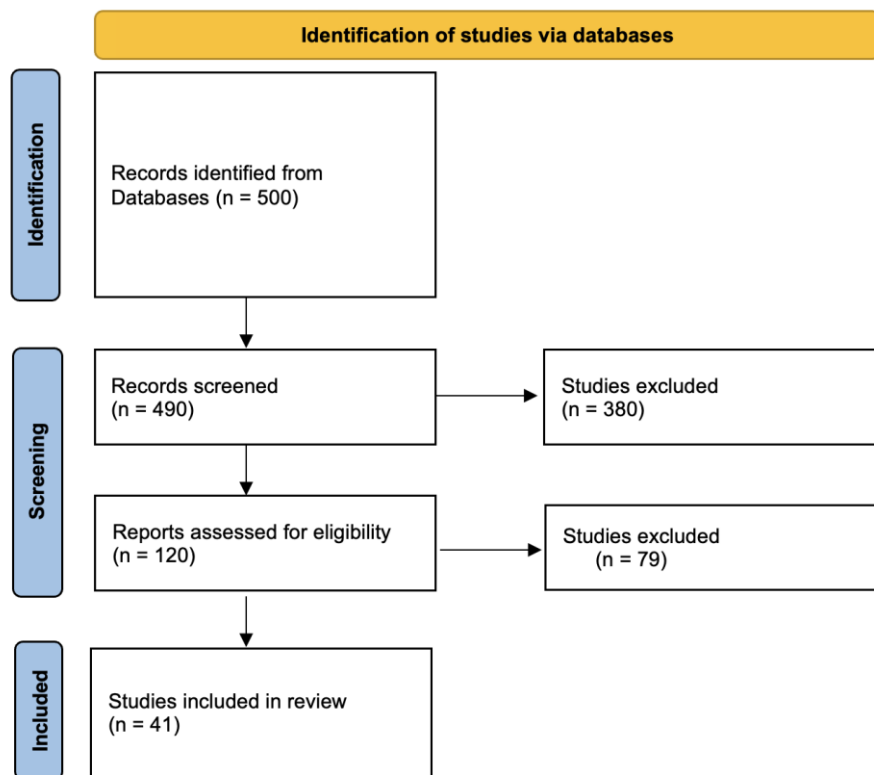 Identification of studies via databases
Identification
Records identified from
Databases (n = 500)
Screening
Records screened
(n = 490)
Studies excluded
(n = 380)
Reports assessed for eligibility
(n = 120)
Studies excluded
(n = 79)
Included
Studies included in review
(n = 41)